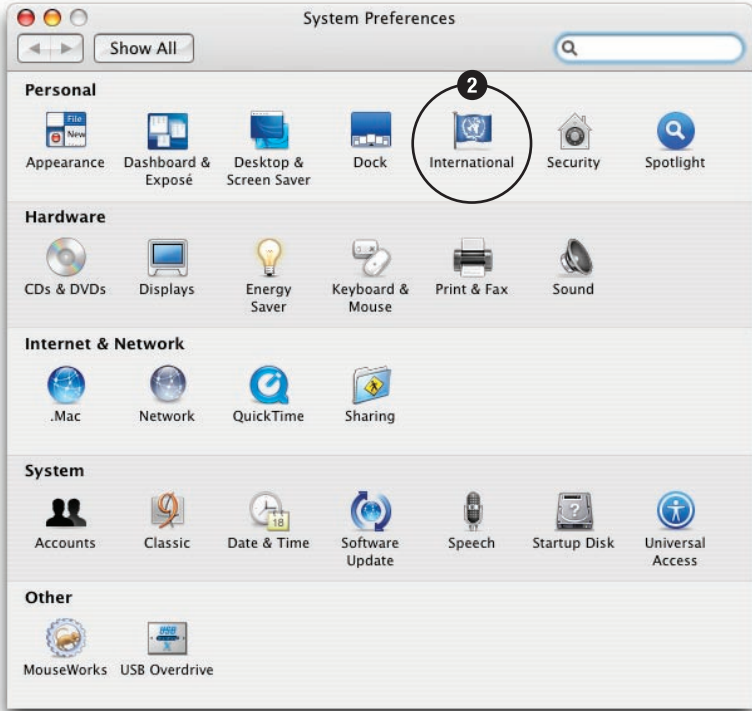 System Preferences
Show All
Personal
2
File
New
Appearance
Dashboard &
Exposé
Desktop &
Screen Saver
Dock
International
Security
Spotlight
Hardware
CDs & DVDs
Displays
Energy
Saver
Keyboard &
Mouse
Print & Fax
Sound
Internet & Network
.Mac
Network
QuickTime
Sharing
System
9
18
?
Accounts
Classic
Date & Time
Software
Update
Speech
Startup Disk
Universal
Access
Other
USB
X
MouseWorks
USB Overdrive